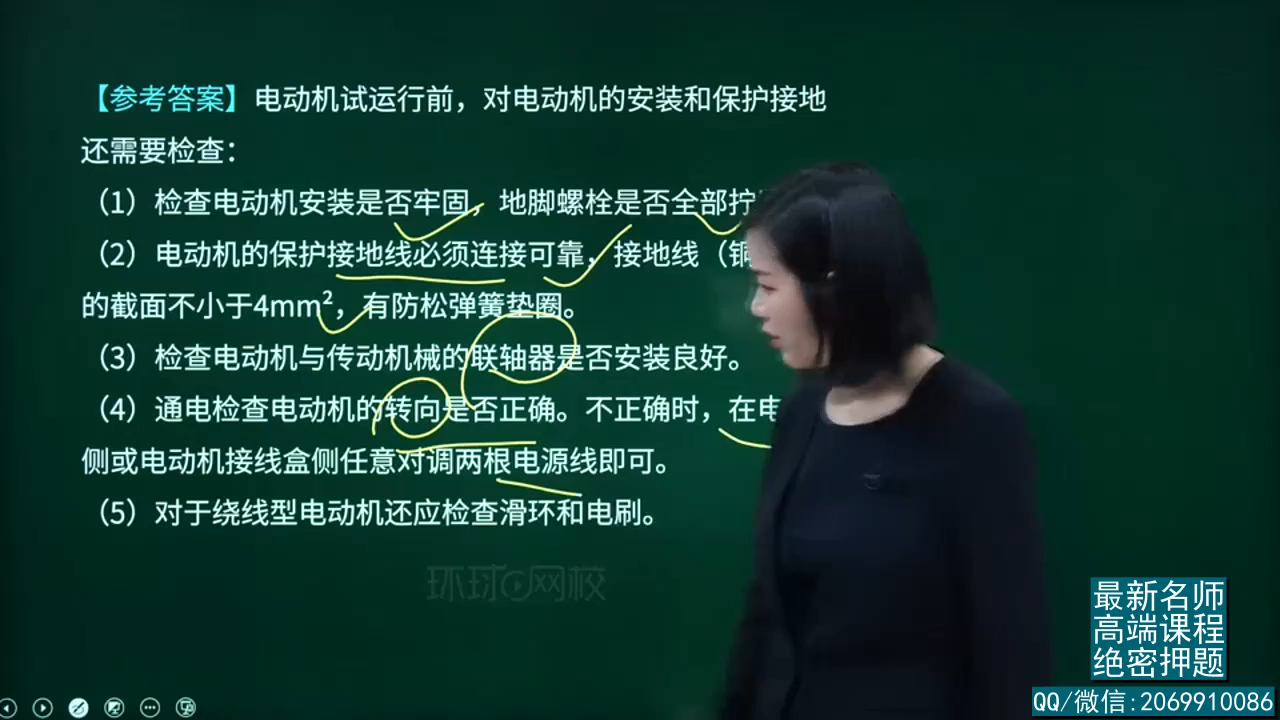 【参考答案】电动机试运行前，对电动机的安装和保护接地
还需要检查：
（1）检查电动机安装是否牢固，地脚螺栓是否全部拧
（2）电动机的保护接地线必须连接可靠，接地线（铜
的截面不小于4mm²，有防松弹簧垫圈。
（3）检查电动机与传动机械的联轴器是否安装良好。
（4）通电检查电动机的转向是否正确。不正确时，在电
侧或电动机接线盒侧任意对调两根电源线即可。
（5）对于绕线型电动机还应检查滑环和电刷。
环球网校
最新名师
高端课程
绝密押题
QQ/微信:2069910086